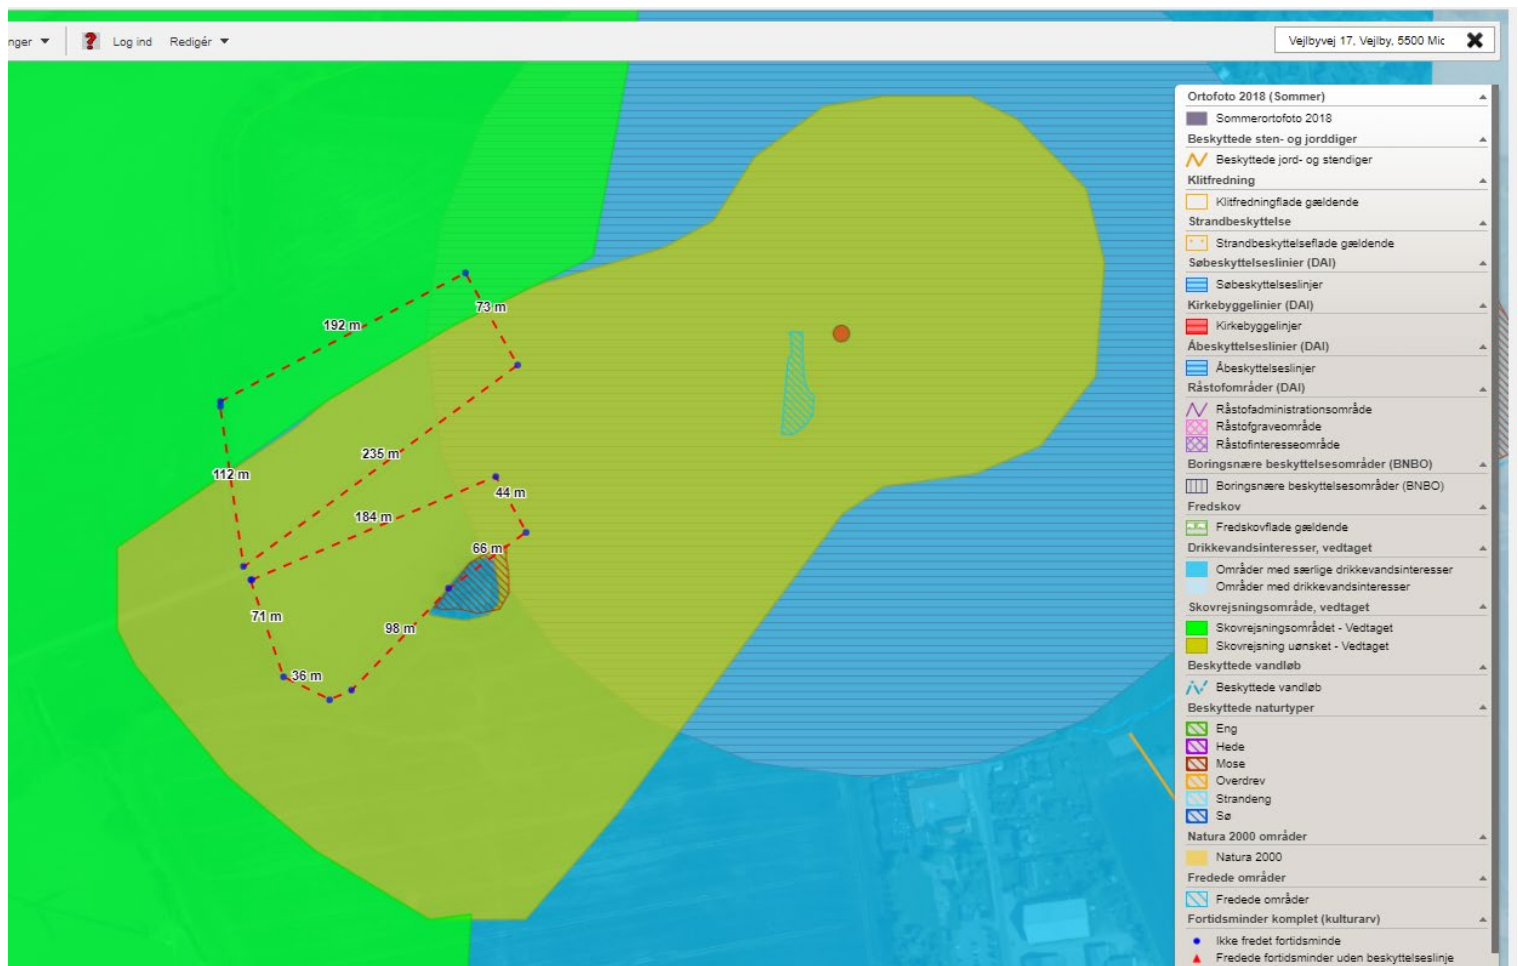 nger ▼ Log ind Redigér ▼ Vejlbyvej 17, Vejlby, 5500 Mic
Ortofoto 2018 (Sommer)
Sommerortofoto 2018
Beskyttede sten- og jorddiger
Beskyttede jord- og stendiger
Klitfredning
Klitfredningflade gældende
Strandbeskyttelse
Strandbeskyttelseflade gældende
Søbeskyttelseslinier (DAI)
Søbeskyttelseslinjer
Kirkebyggelinier (DAI)
Kirkebyggelinjer
Åbeskyttelseslinier (DAI)
Åbeskyttelseslinjer
Råstofområder (DAI)
Råstofadministrationsområde
Råstofgraveområde
Råstofinteresseområde
Boringsnære beskyttelsesområder (BNBO)
Boringsnære beskyttelsesområder (BNBO)
Fredskov
Fredskovflade gældende
Drikkevandsinteresser, vedtaget
Områder med særlige drikkevandsinteresser
Områder med drikkevandsinteresser
Skovrejsningsområde, vedtaget
Skovrejsningsområdet - Vedtaget
Skovrejsning uønsket - Vedtaget
Beskyttede vandløb
Beskyttede vandløb
Beskyttede naturtyper
Eng
Hede
Mose
Overdrev
Strandeng
Sø
Natura 2000 områder
Natura 2000
Fredede områder
Fredede områder
Fortidsminder komplet (kulturarv)
Ikke fredet fortidsminde
Fredede fortidsminder uden beskyttelseslinje
73 m
192 m
235 m
112 m
44 m
184 m
66 m
71 m
98 m
36 m